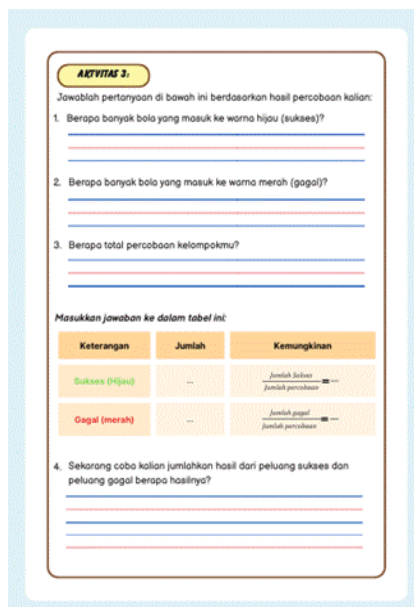 AKTVITAS 3:
Jawablah pertanyaan di bawah ini berdasarkan hasil percobaan kalian:
1. Berapa banyak bola yang masuk ke warna hijau (sukses)?
2. Berapa banyak bola yang masuk ke warna merah (gagal)?
3. Berapa total percobaan kelompokmu?
Masukkan jawaban ke dalam tabel ini:
Keterangan Jumlah Kemungkinan
Sukses (Hijau) ... Jumlah Sukses / Jumlah percobaan = ...
Gagal (merah) ... Jumlah gagal / Jumlah percobaan = ...
4. Sekarang coba kalian jumlahkan hasil dari peluang sukses dan
peluang gagal berapa hasilnya?